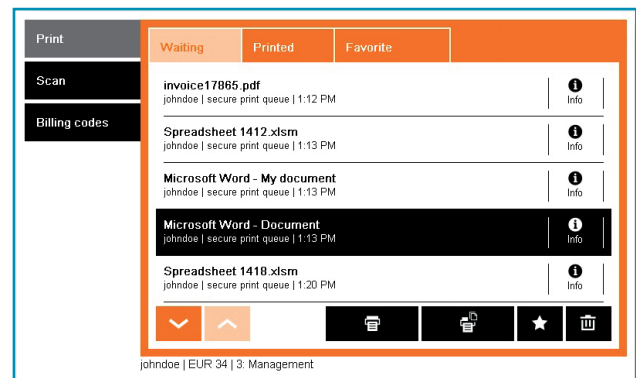 Print
Scan
Billing codes
Waiting
Printed
Favorite
invoice17865.pdf
johndoe | secure print queue | 1:12 PM
Info
Spreadsheet 1412.xlsm
johndoe | secure print queue | 1:13 PM
Info
Microsoft Word - My document
johndoe | secure print queue | 1:13 PM
Info
Microsoft Word - Document
johndoe | secure print queue | 1:13 PM
Info
Spreadsheet 1418.xlsm
johndoe | secure print queue | 1:20 PM
Info
johndoe | EUR 34 | 3: Management